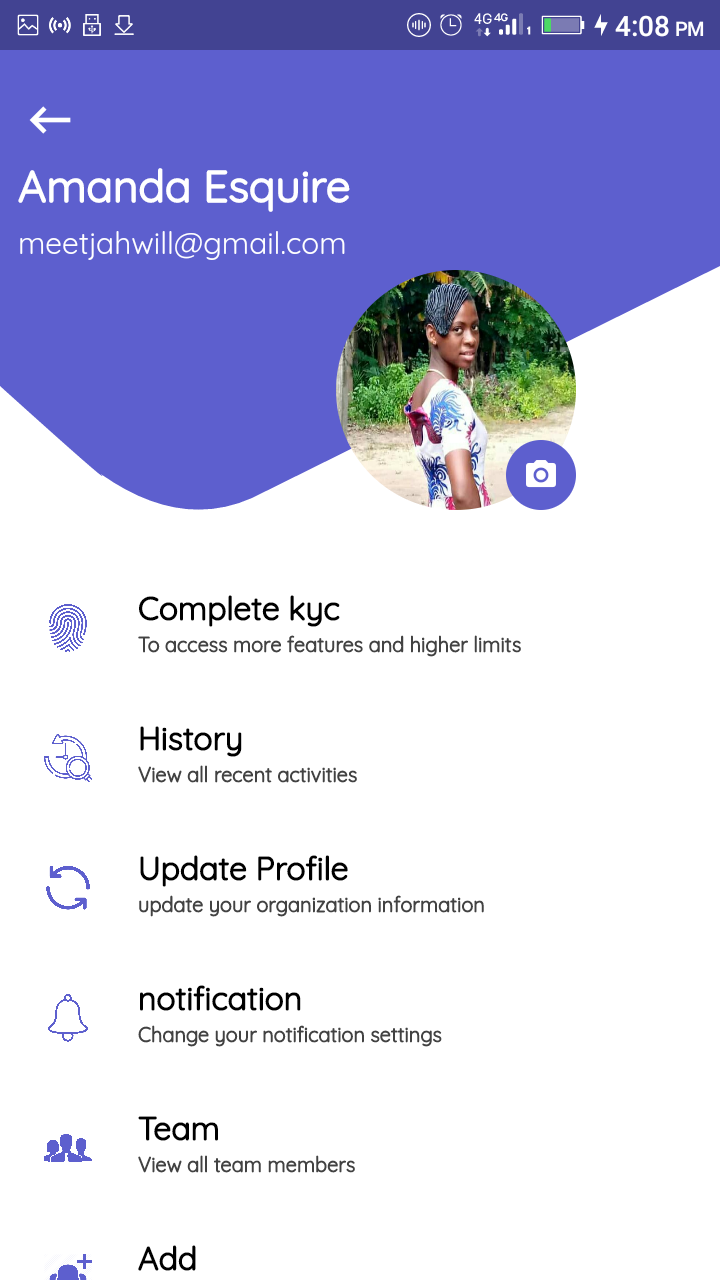 4G 4G 1 4:08 PM
Amanda Esquire
meetjahwill@gmail.com
Complete kyc
To access more features and higher limits
History
View all recent activities
Update Profile
update your organization information
notification
Change your notification settings
Team
View all team members
Add